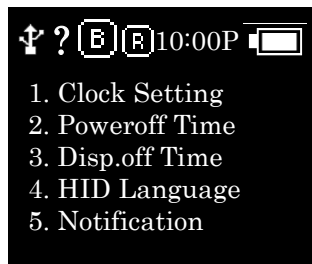 ? B R 10:00P
1. Clock Setting
2. Poweroff Time
3. Disp.off Time
4. HID Language
5. Notification